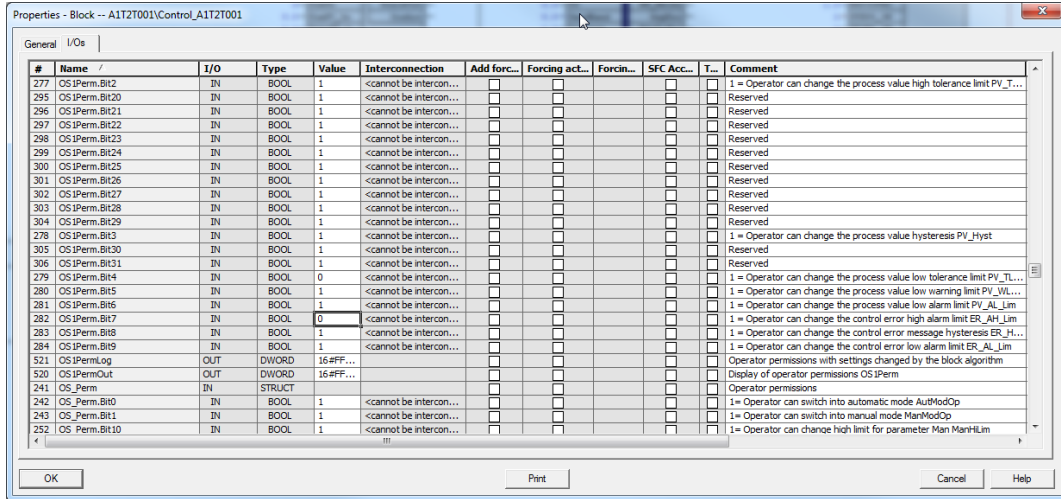 Properties - Block -- A1T2T001\Control_A1T2T001
General I/Os
# Name / I/O Type Value Interconnection Add forc... Forcing act... Forcin... SFC Acc... T... Comment
277 OS1Perm.Bit2 IN BOOL 1 <cannot be intercon... 1 = Operator can change the process value high tolerance limit PV_T...
295 OS1Perm.Bit20 IN BOOL 1 <cannot be intercon... Reserved
296 OS1Perm.Bit21 IN BOOL 1 <cannot be intercon... Reserved
297 OS1Perm.Bit22 IN BOOL 1 <cannot be intercon... Reserved
298 OS1Perm.Bit23 IN BOOL 1 <cannot be intercon... Reserved
299 OS1Perm.Bit24 IN BOOL 1 <cannot be intercon... Reserved
300 OS1Perm.Bit25 IN BOOL 1 <cannot be intercon... Reserved
301 OS1Perm.Bit26 IN BOOL 1 <cannot be intercon... Reserved
302 OS1Perm.Bit27 IN BOOL 1 <cannot be intercon... Reserved
303 OS1Perm.Bit28 IN BOOL 1 <cannot be intercon... Reserved
304 OS1Perm.Bit29 IN BOOL 1 <cannot be intercon... Reserved
278 OS1Perm.Bit3 IN BOOL 1 <cannot be intercon... 1 = Operator can change the process value hysteresis PV_Hyst
305 OS1Perm.Bit30 IN BOOL 1 <cannot be intercon... Reserved
306 OS1Perm.Bit31 IN BOOL 1 <cannot be intercon... Reserved
279 OS1Perm.Bit4 IN BOOL 0 <cannot be intercon... 1 = Operator can change the process value low tolerance limit PV_TL...
280 OS1Perm.Bit5 IN BOOL 1 <cannot be intercon... 1 = Operator can change the process value low warning limit PV_WL...
281 OS1Perm.Bit6 IN BOOL 1 <cannot be intercon... 1 = Operator can change the process value low alarm limit PV_AL_Lim
282 OS1Perm.Bit7 IN BOOL 0 <cannot be intercon... 1 = Operator can change the control error high alarm limit ER_AH_Lim
283 OS1Perm.Bit8 IN BOOL 1 <cannot be intercon... 1 = Operator can change the control error message hysteresis ER_H...
284 OS1Perm.Bit9 IN BOOL 1 <cannot be intercon... 1 = Operator can change the control error low alarm limit ER_AL_Lim
521 OS1PermLog OUT DWORD 16#FF... Operator permissions with settings changed by the block algorithm
520 OS1PermOut OUT DWORD 16#FF... Display of operator permissions OS1Perm
241 OS_Perm IN STRUCT Operator permissions
242 OS_Perm.Bit0 IN BOOL 1 <cannot be intercon... 1= Operator can switch into automatic mode AutModOp
243 OS_Perm.Bit1 IN BOOL 1 <cannot be intercon... 1= Operator can switch into manual mode ManModOp
252 OS_Perm.Bit10 IN BOOL 1 <cannot be intercon... 1= Operator can change high limit for parameter Man ManHiLim
OK Print Cancel Help